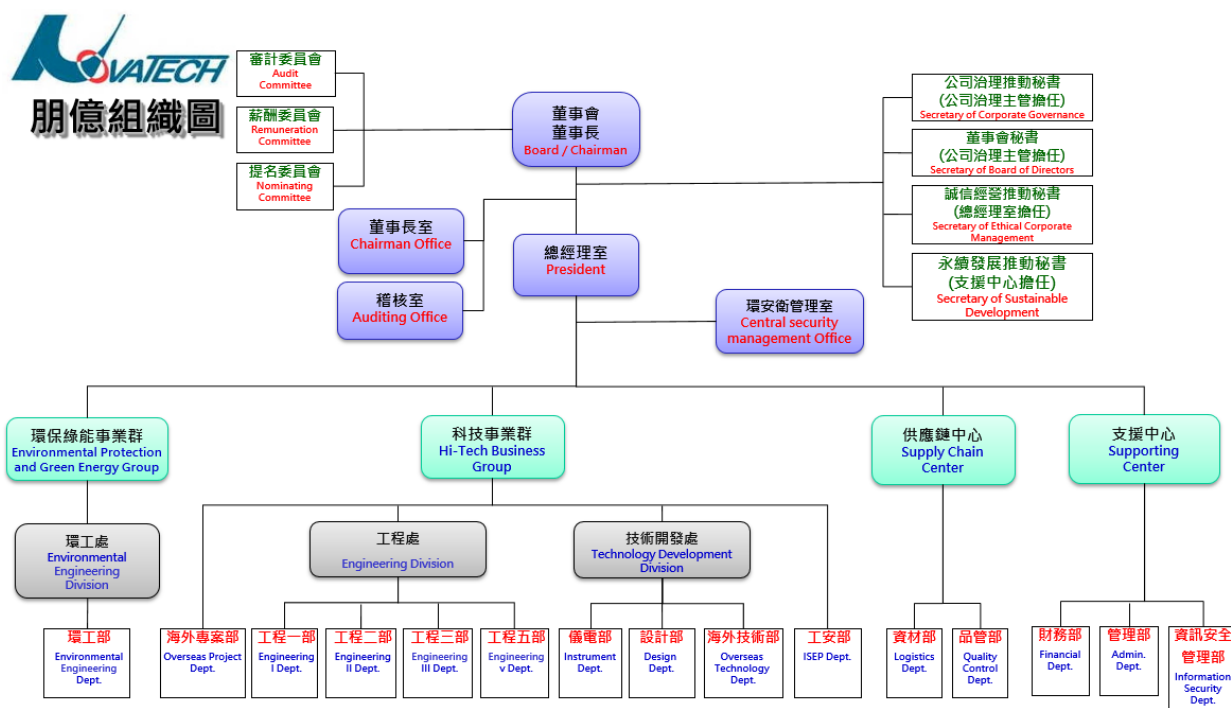 NOVATECH
朋億組織圖
審計委員會
Audit
Committee
薪酬委員會
Remuneration
Committee
提名委員會
Nominating
Committee
董事會
董事長
Board / Chairman
公司治理推動秘書
(公司治理主管擔任)
Secretary of Corporate Governance
董事會秘書
(公司治理主管擔任)
Secretary of Board of Directors
誠信經營推動秘書
(總經理室擔任)
Secretary of Ethical Corporate
Management
永續發展推動秘書
(支援中心擔任)
Secretary of Sustainable
Development
董事長室
Chairman Office
總經理室
President
稽核室
Auditing Office
環安衛管理室
Central security
management Office
環保綠能事業群
Environmental Protection
and Green Energy Group
科技事業群
Hi-Tech Business
Group
供應鏈中心
Supply Chain
Center
支援中心
Supporting
Center
環工處
Environmental
Engineering
Division
工程處
Engineering Division
技術開發處
Technology Development
Division
環工部
Environmental
Engineering
Dept.
海外專案部
Overseas Project
Dept.
工程一部
Engineering
I Dept.
工程二部
Engineering
II Dept.
工程三部
Engineering
III Dept.
工程五部
Engineering
v Dept.
儀電部
Instrument
Dept.
設計部
Design
Dept.
海外技術部
Overseas
Technology
Dept.
工安部
ISEP Dept.
資材部
Logistics
Dept.
品管部
Quality
Control
Dept.
財務部
Financial
Dept.
管理部
Admin.
Dept.
資訊安全
管理部
Information
Security
Dept.